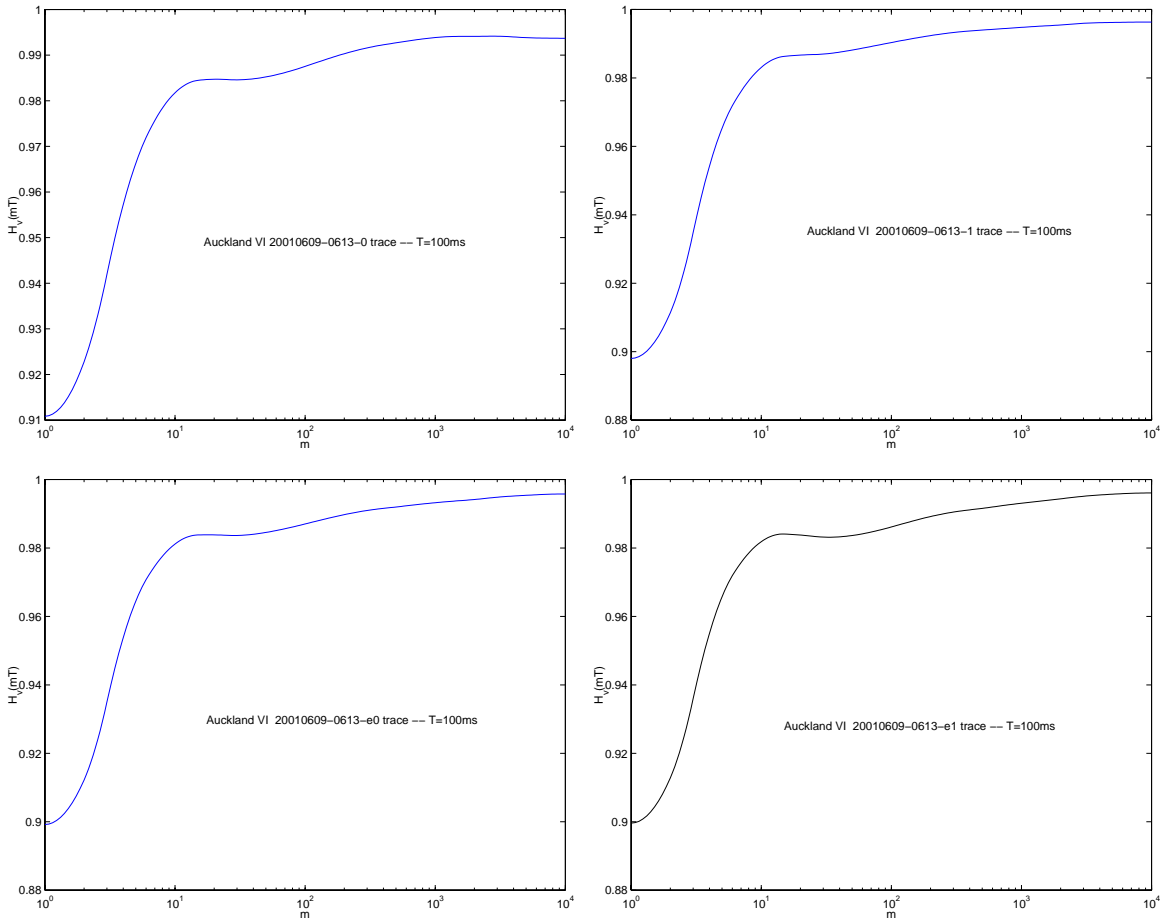 1
0.99
0.98
0.97
0.96
0.95
0.94
0.93
0.92
0.91
H_v(mT)
Auckland VI 20010609−0613−0 trace −− T=100ms
10^0 10^1 10^2 10^3 10^4
m
1
0.98
0.96
0.94
0.92
0.9
0.88
H_v(mT)
Auckland VI 20010609−0613−1 trace −− T=100ms
10^0 10^1 10^2 10^3 10^4
m
1
0.98
0.96
0.94
0.92
0.9
0.88
H_v(mT)
Auckland VI 20010609−0613−e0 trace −− T=100ms
10^0 10^1 10^2 10^3 10^4
m
1
0.98
0.96
0.94
0.92
0.9
0.88
H_v(mT)
Auckland VI 20010609−0613−e1 trace −− T=100ms
10^0 10^1 10^2 10^3 10^4
m